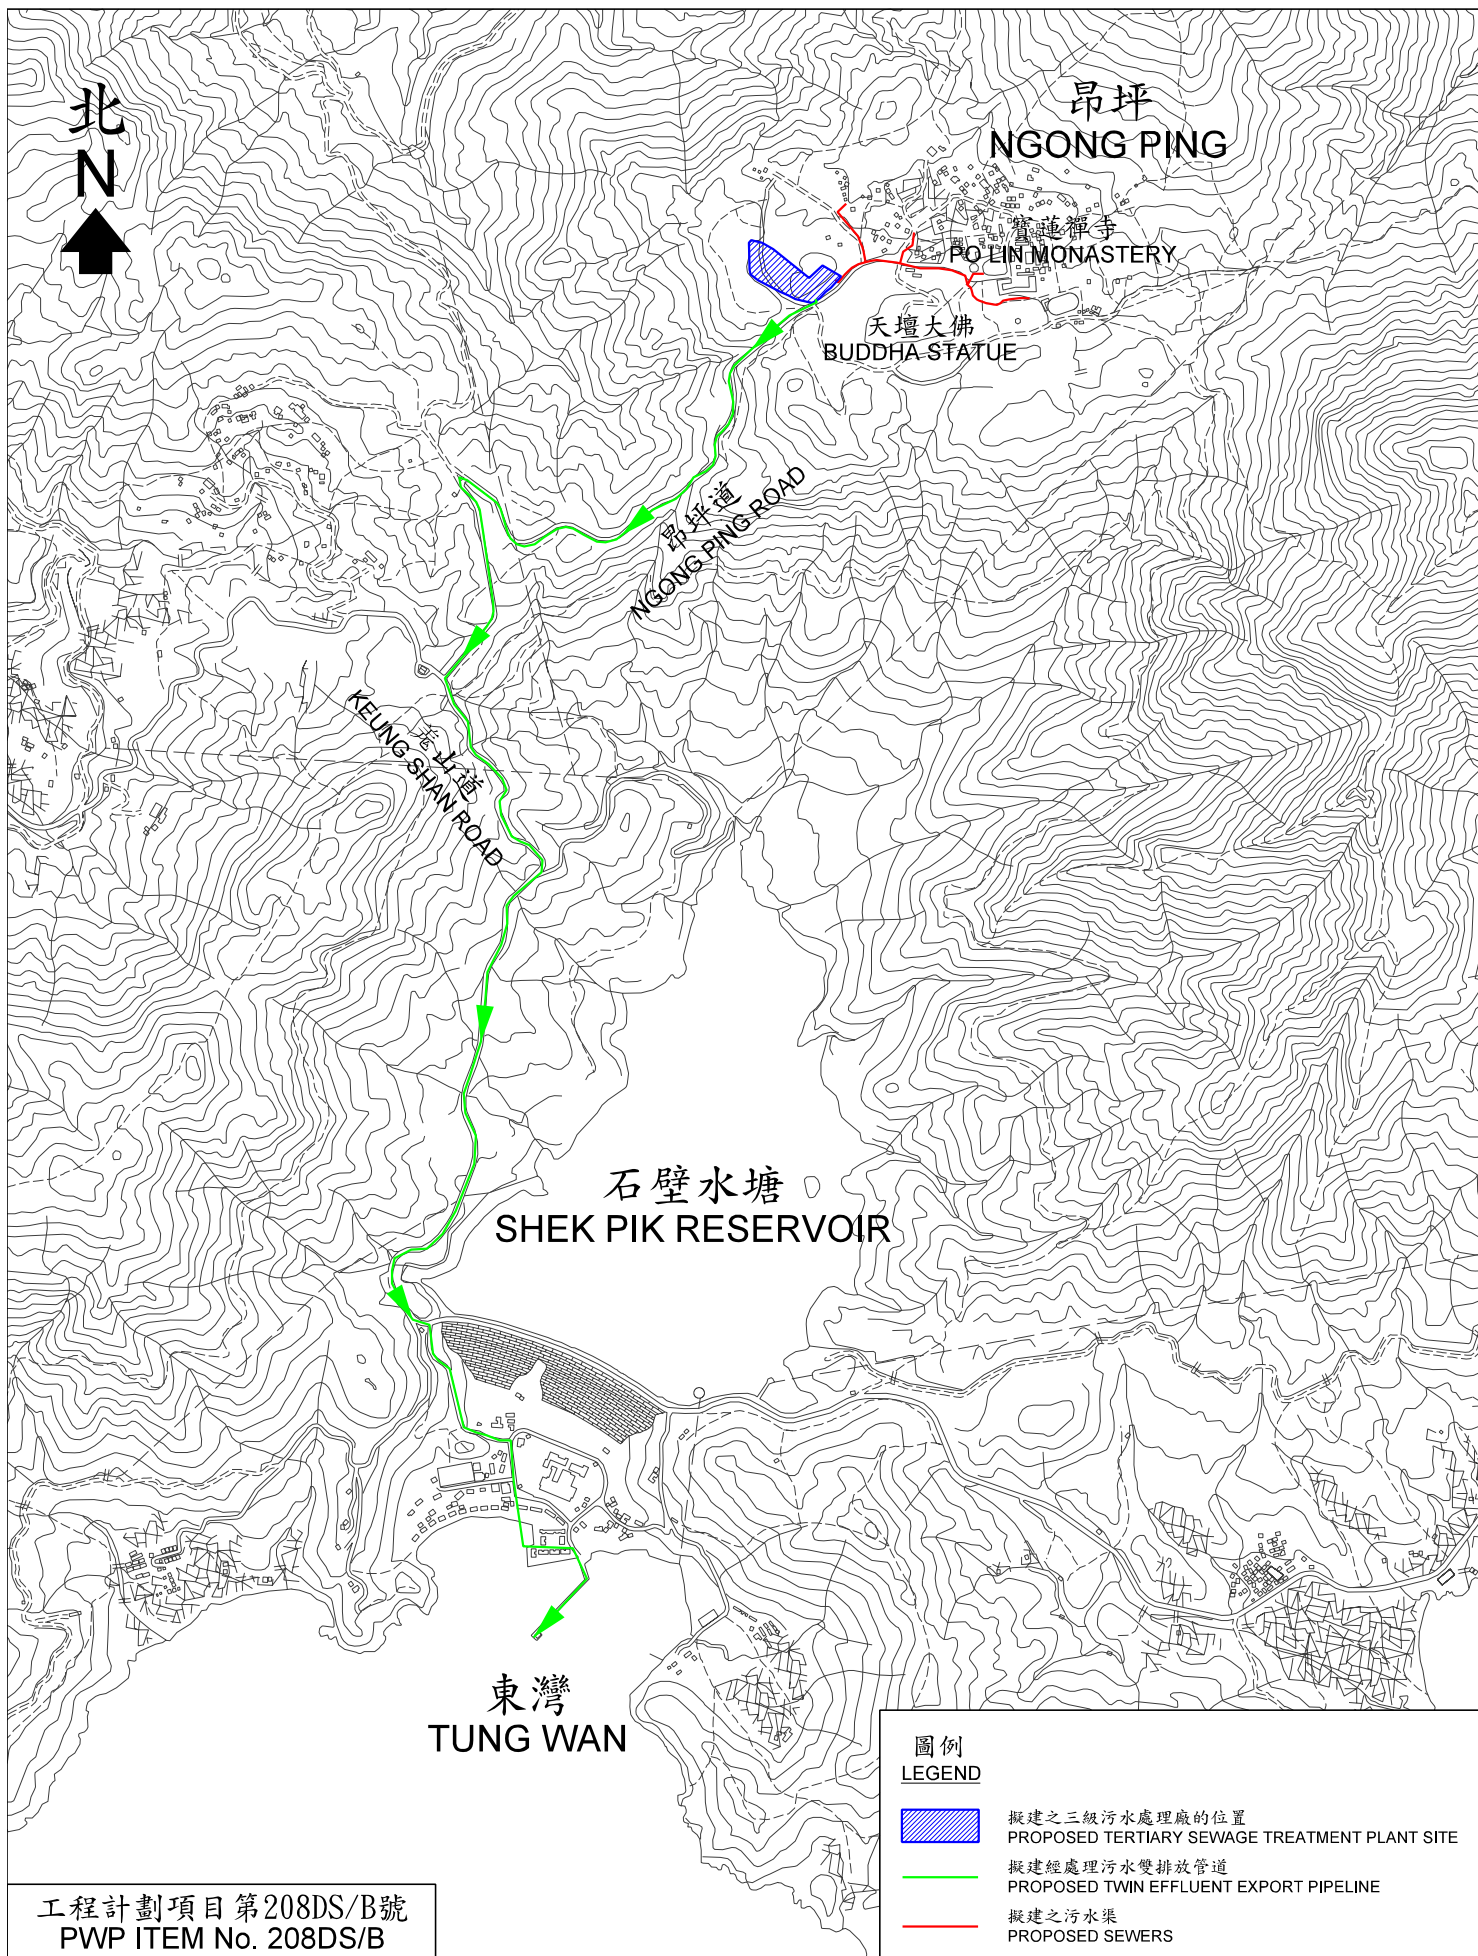 北
N
昂坪
NGONG PING
寶蓮禪寺
PO LIN MONASTERY
天壇大佛
BUDDHA STATUE
昂坪道
NGONG PING ROAD
羗山道
KEUNG SHAN ROAD
石壁水塘
SHEK PIK RESERVOIR
東灣
TUNG WAN
圖例
LEGEND
擬建之三級污水處理廠的位置
PROPOSED TERTIARY SEWAGE TREATMENT PLANT SITE
擬建經處理污水雙排放管道
PROPOSED TWIN EFFLUENT EXPORT PIPELINE
擬建之污水渠
PROPOSED SEWERS
工程計劃項目第208DS/B號
PWP ITEM No. 208DS/B